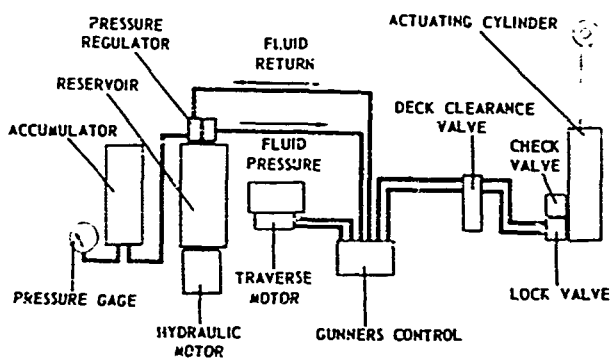 PRESSURE
REGULATOR
RESERVOIR
ACCUMULATOR
FLUID
RETURN
FLUID
PRESSURE
ACTUATING CYLINDER
DECK CLEARANCE
VALVE
CHECK
VALVE
PRESSURE GAGE
HYDRAULIC
MOTOR
TRAVERSE
MOTOR
GUNNERS CONTROL
LOCK VALVE